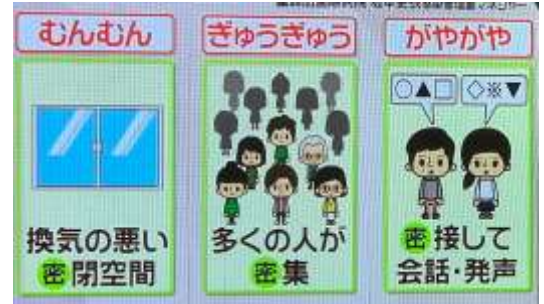 むんむん
ぎゅうぎゅう
がやがや
○▲□
◇※▼
換気の悪い
密閉空間
多くの人が
密集
密接して
会話・発声